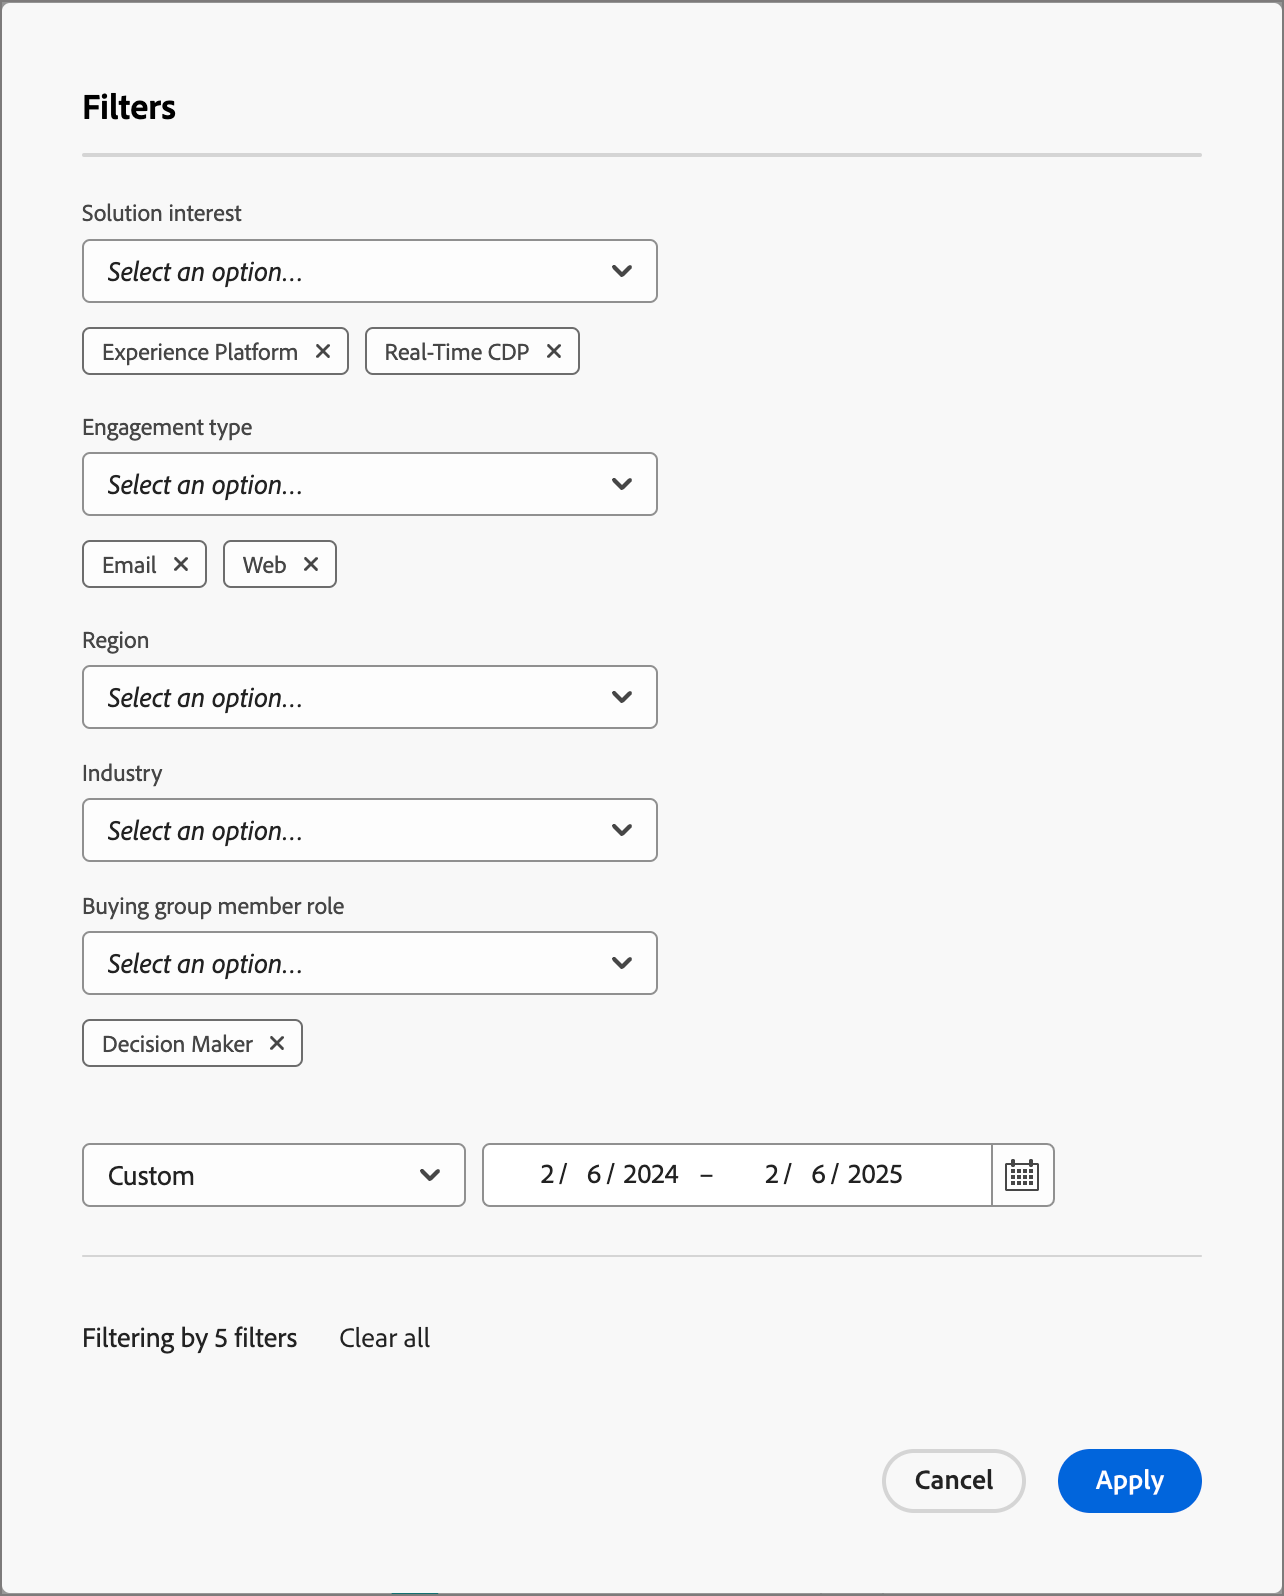 Filters
Solution interest
Select an option...
Experience Platform
Real-Time CDP
Engagement type
Select an option...
Email
Web
Region
Select an option...
Industry
Select an option...
Buying group member role
Select an option...
Decision Maker
Custom
2/ 6/ 2024 – 2/ 6/ 2025
Filtering by 5 filters
Clear all
Cancel
Apply